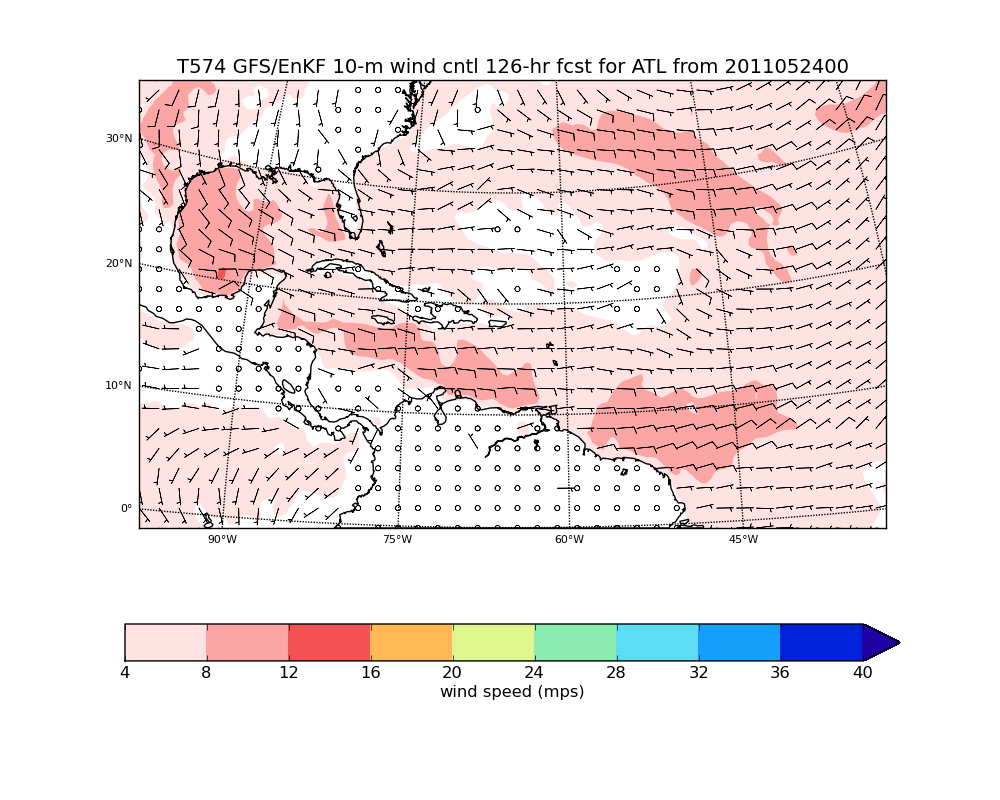 T574 GFS/EnKF 10-m wind cntl 126-hr fcst for ATL from 2011052400
30°N
20°N
10°N
0°
90°W 75°W 60°W 45°W
4 8 12 16 20 24 28 32 36 40
wind speed (mps)